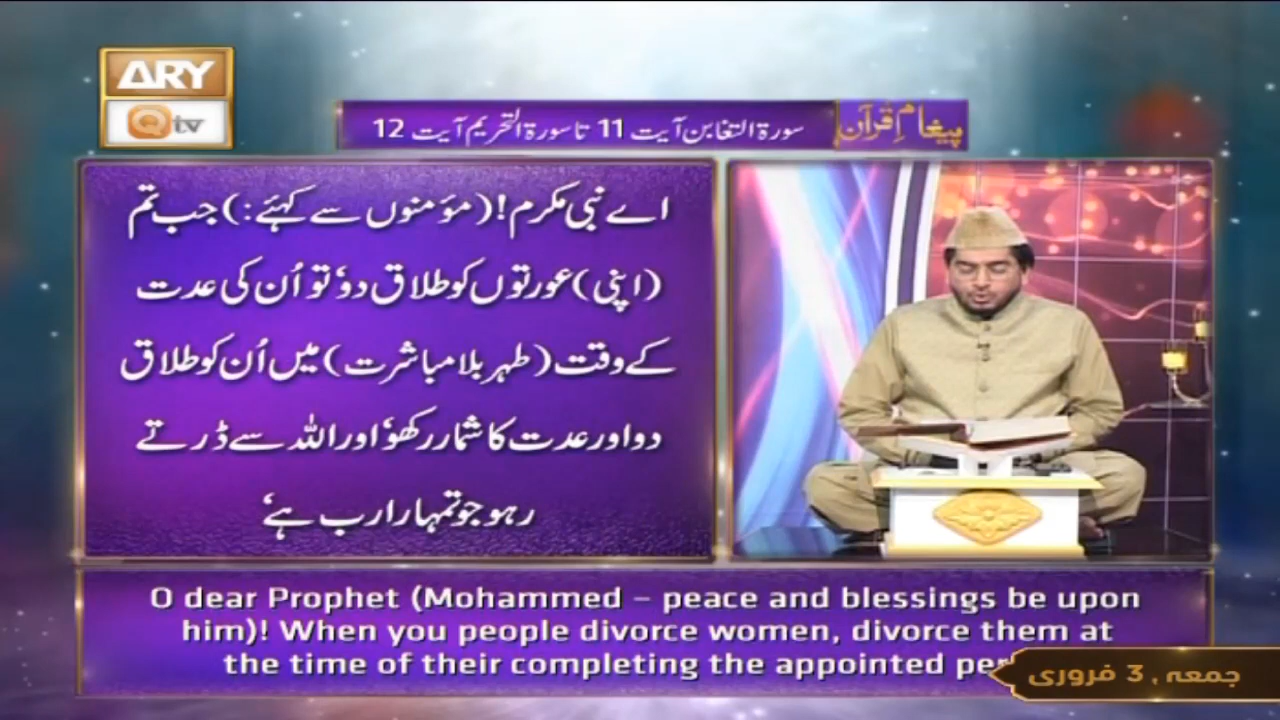 ARY
Qtv
پیغامِ قرآن
سورۃ التغابن آیت 11 تا سورۃ التحریم آیت 12
اے نبی مکرم! (مؤمنوں سے کہئے:) جب تم
(اپنی) عورتوں کو طلاق دوٗ تو اُن کی عدت
کے وقت (طہر بلا مباشرت) میں اُن کو طلاق
دو اور عدت کا شمار رکھوٗ اور اللہ سے ڈرتے
رہو جو تمہارا رب ہےٗ
O dear Prophet (Mohammed – peace and blessings be upon
him)! When you people divorce women, divorce them at
the time of their completing the appointed
جمعہ, 3 فروری